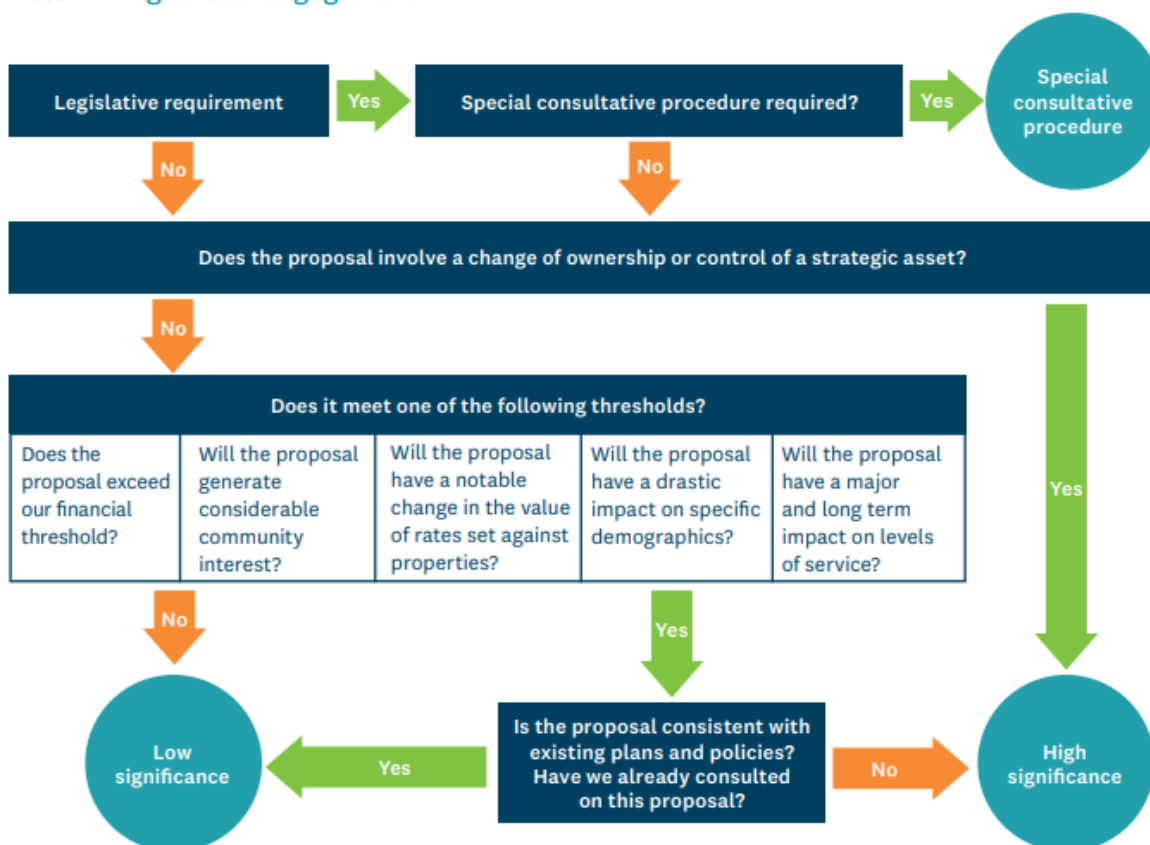 Legislative requirement
Yes
Special consultative procedure required?
Yes
Special
consultative
procedure
No
No
Does the proposal involve a change of ownership or control of a strategic asset?
No
Yes
Does it meet one of the following thresholds?
Does the
proposal exceed
our financial
threshold?
Will the proposal
generate
considerable
community
interest?
Will the proposal
have a notable
change in the value
of rates set against
properties?
Will the proposal
have a drastic
impact on specific
demographics?
Will the proposal
have a major
and long term
impact on levels
of service?
No
Yes
Low
significance
Yes
Is the proposal consistent with
existing plans and policies?
Have we already consulted
on this proposal?
No
High
significance